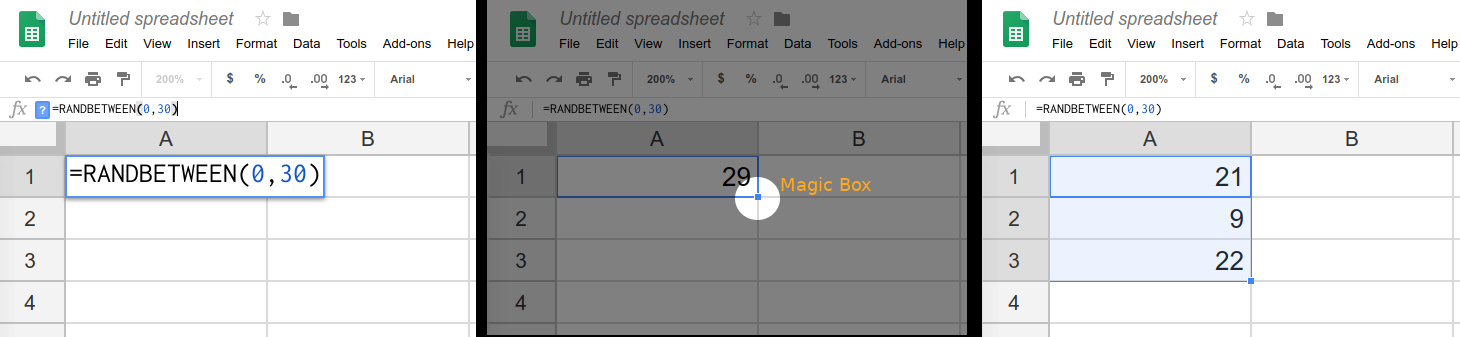 Untitled spreadsheet
File Edit View Insert Format Data Tools Add-ons Help
200% $ % .0 .00 123 Arial
fx ? =RANDBETWEEN(0,30)
A B
1 =RANDBETWEEN(0,30)
2
3
4
Untitled spreadsheet
File Edit View Insert Format Data Tools Add-ons Help
200% $ % .0 .00 123 Arial
fx =RANDBETWEEN(0,30)
A B
1 29 Magic Box
2
3
4
Untitled spreadsheet
File Edit View Insert Format Data Tools Add-ons Help
200% $ % .0 .00 123 Arial
fx =RANDBETWEEN(0,30)
A B
1 21
2 9
3 22
4